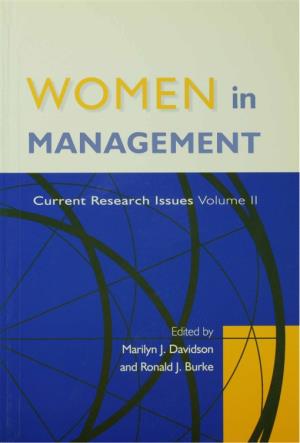 WOMEN in
MANAGEMENT
Current Research Issues Volume II
Edited by
Marilyn J. Davidson
and Ronald J. Burke